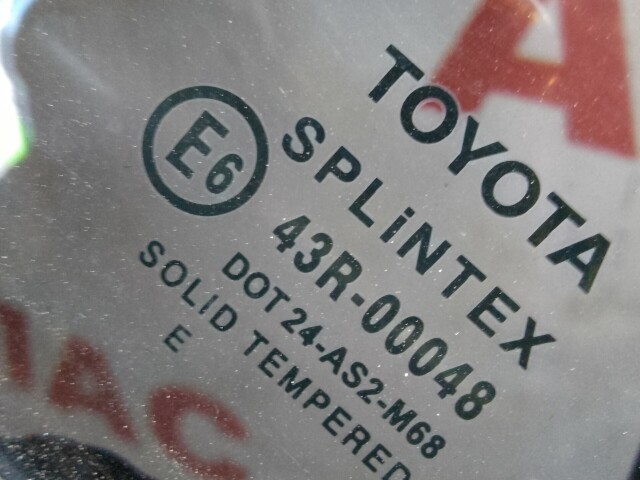 TOYOTA
E6
SPLiNTEX
43R-00048
DOT 24-AS2-M68
SOLID TEMPERED
E